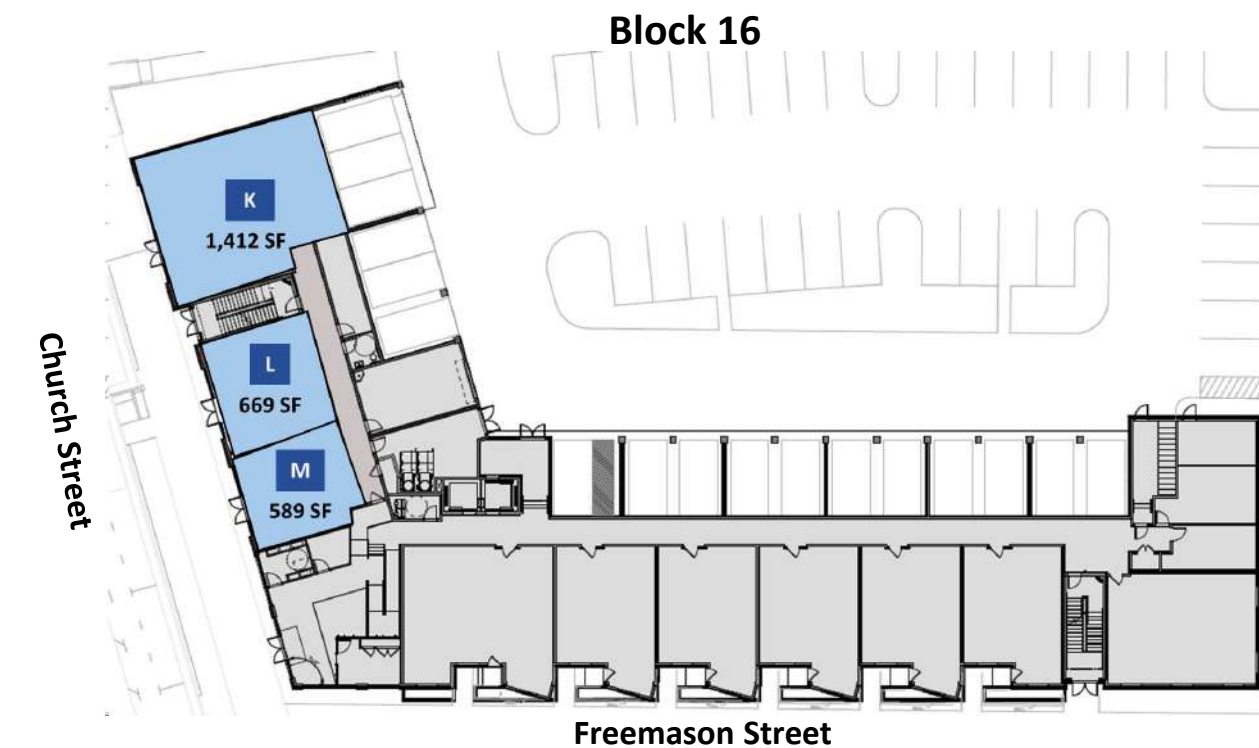 Block 16
K
1,412 SF
L
669 SF
M
589 SF
Church Street
Freemason Street